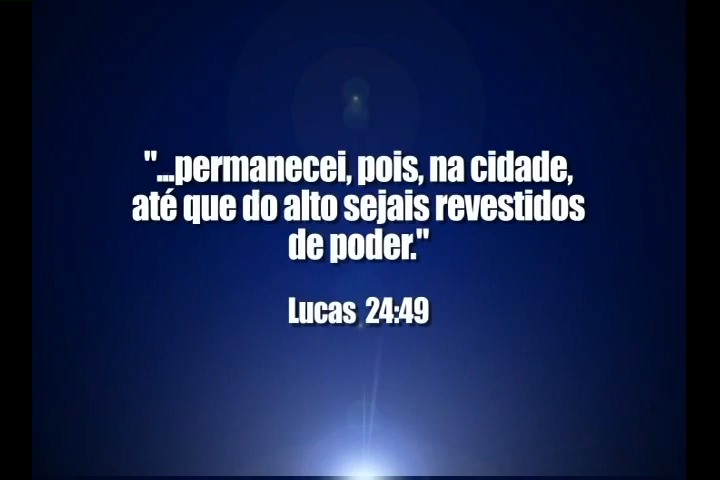 "...permanecei, pois, na cidade,
até que do alto sejais revestidos
de poder."
Lucas 24:49